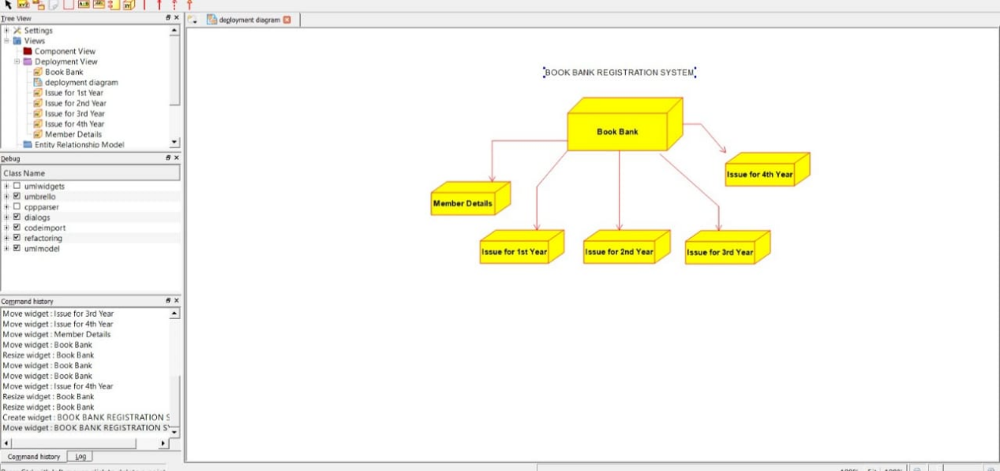 Tree View
deployment diagram
Settings
Views
Component View
Deployment View
Book Bank
deployment diagram
Issue for 1st Year
Issue for 2nd Year
Issue for 3rd Year
Issue for 4th Year
Member Details
Entity Relationship Model
Debug
Class Name
umlwidgets
umbrello
cppparser
dialogs
codeimport
refactoring
umlmodel
Command history
Move widget : Issue for 3rd Year
Move widget : Issue for 4th Year
Move widget : Member Details
Move widget : Book Bank
Resize widget : Book Bank
Move widget : Book Bank
Move widget : Book Bank
Move widget : Issue for 4th Year
Resize widget : Book Bank
Resize widget : Book Bank
Create widget : BOOK BANK REGISTRATION S
Move widget : BOOK BANK REGISTRATION S
Command history
Log
BOOK BANK REGISTRATION SYSTEM
Book Bank
Issue for 4th Year
Member Details
Issue for 1st Year
Issue for 2nd Year
Issue for 3rd Year